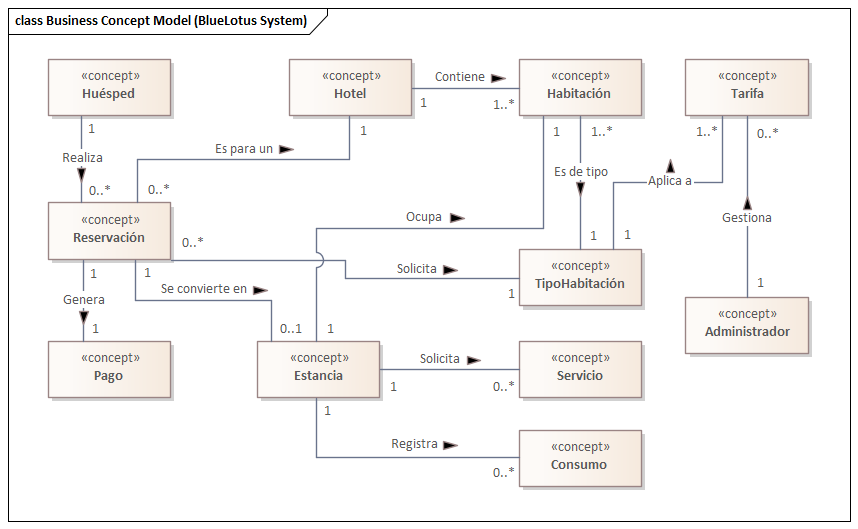 class Business Concept Model (BlueLotus System)
«concept»
Huésped
«concept»
Hotel
«concept»
Habitación
«concept»
Tarifa
Contiene
1
1..*
1
1
1
1..*
1..*
0..*
Realiza
Es para un
Es de tipo
Aplica a
0..*
0..*
«concept»
Reservación
Ocupa
Gestiona
0..*
1
1
«concept»
TipoHabitación
Solicita
1
1
1
1
Se convierte en
Genera
«concept»
Administrador
1
0..1
1
«concept»
Pago
«concept»
Estancia
Solicita
«concept»
Servicio
1
0..*
1
Registra
0..*
«concept»
Consumo